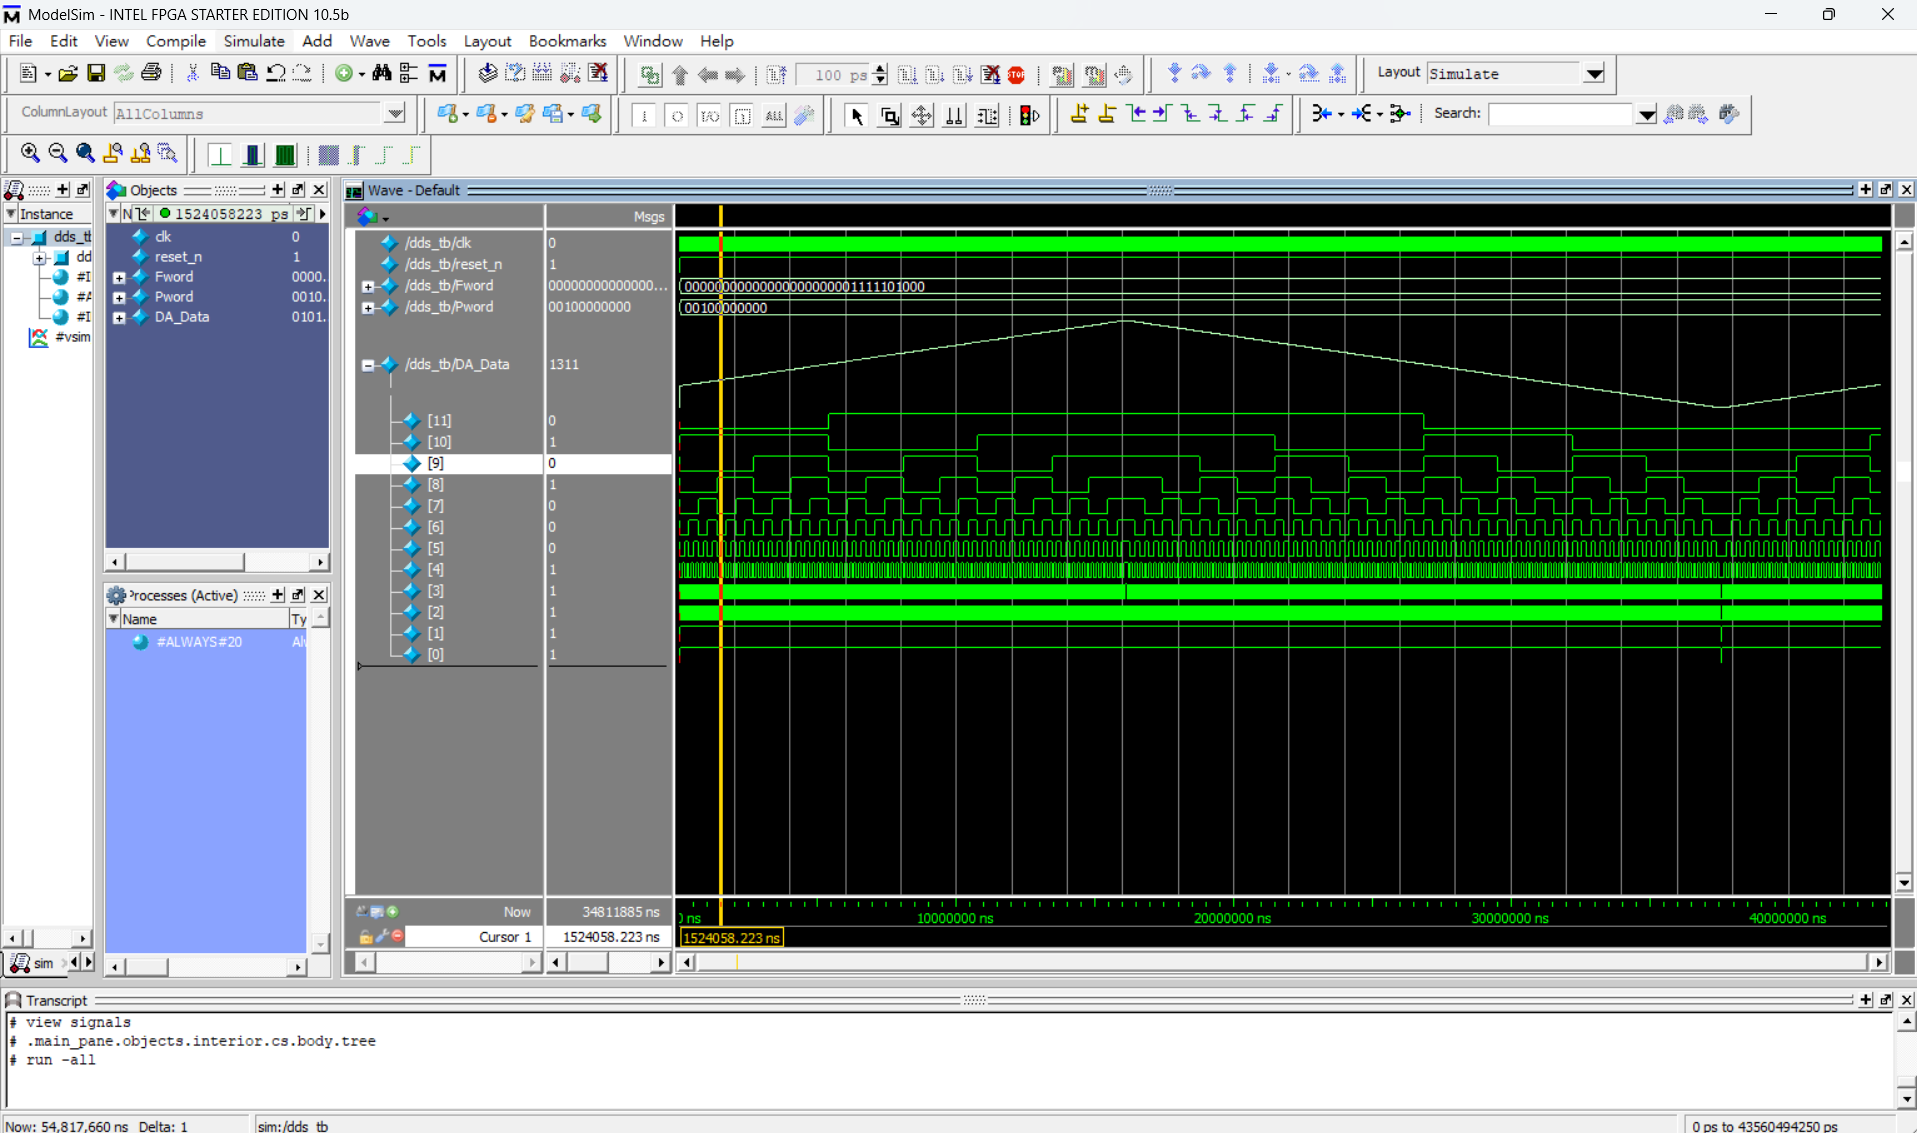 ModelSim - INTEL FPGA STARTER EDITION 10.5b
File Edit View Compile Simulate Add Wave Tools Layout Bookmarks Window Help
100 ps
Layout Simulate
ColumnLayout AllColumns
Search:
Instance
dds_tb
dd
#I
#A
#I
#vsim
sim
Objects
N 1524058223 ps
clk 0
reset_n 1
Fword 0000.
Pword 0010.
DA_Data 0101.
Processes (Active)
Name Ty
#ALWAYS#20 Alw
Wave - Default
Msgs
/dds_tb/clk 0
/dds_tb/reset_n 1
/dds_tb/Fword 00000000000000...
/dds_tb/Pword 00100000000 00100000000
/dds_tb/DA_Data 1311
[11] 0
[10] 1
[9] 0
[8] 1
[7] 0
[6] 0
[5] 0
[4] 1
[3] 1
[2] 1
[1] 1
[0] 1
Now 34811885 ns
0 ns 10000000 ns 20000000 ns 30000000 ns 40000000 ns
Cursor 1 1524058.223 ns 1524058.223 ns
Transcript
# view signals
# .main_pane.objects.interior.cs.body.tree
# run -all
Now: 54,817,660 ns Delta: 1 sim:/dds_tb 0 ps to 43560494250 ps